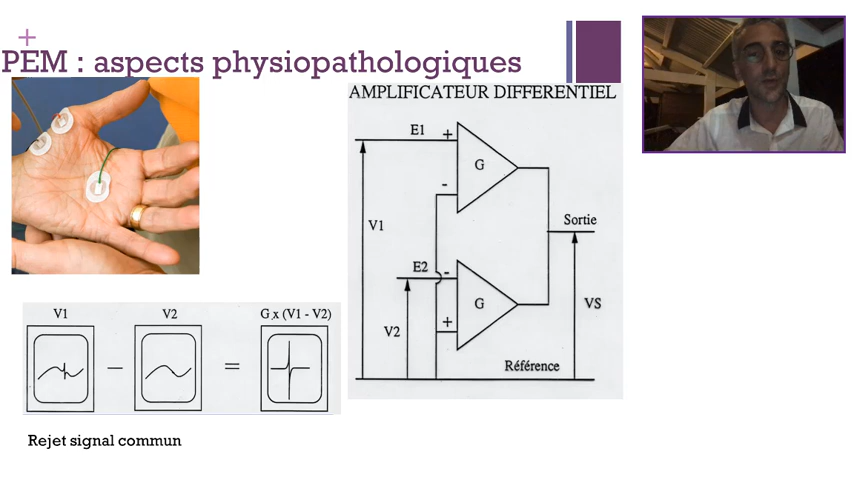 +
PEM : aspects physiopathologiques
AMPLIFICATEUR DIFFERENTIEL
E1
+
G
-
V1
Sortie
E2
-
G
VS
+
V2
Référence
V1
V2
G x (V1 - V2)
–
=
Rejet signal commun